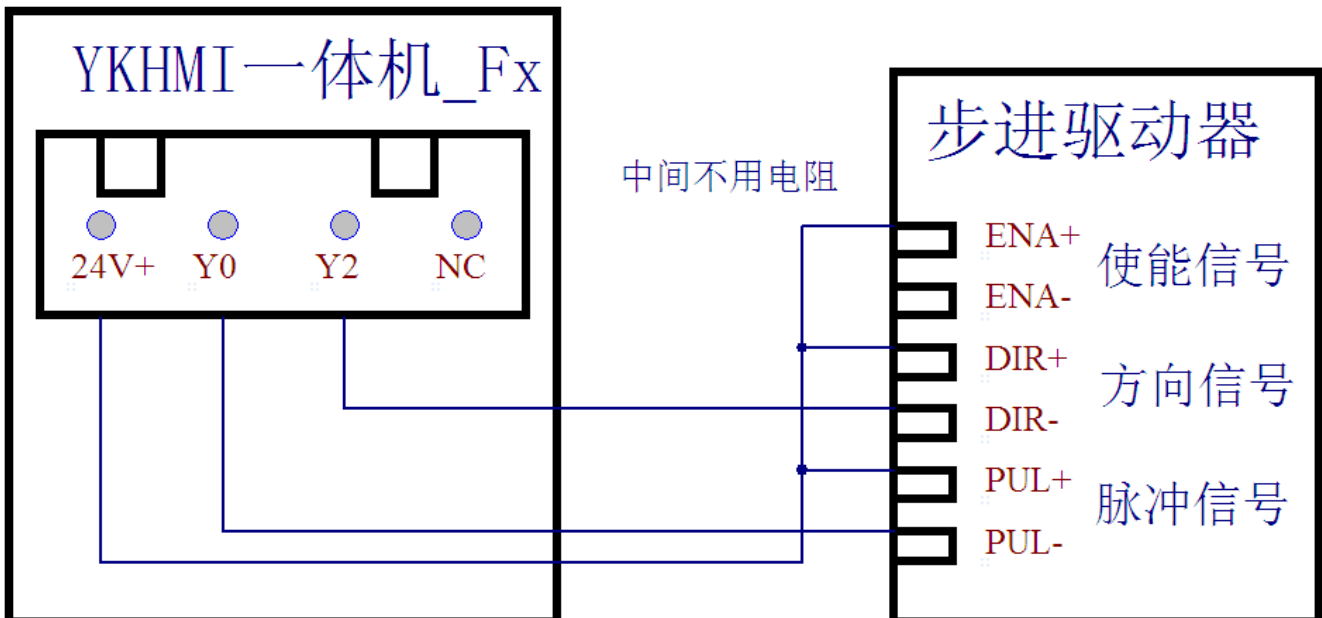 YKHMI一体机_Fx
24V+ Y0 Y2 NC
中间不用电阻
步进驱动器
ENA+
ENA-
使能信号
DIR+
DIR-
方向信号
PUL+
PUL-
脉冲信号